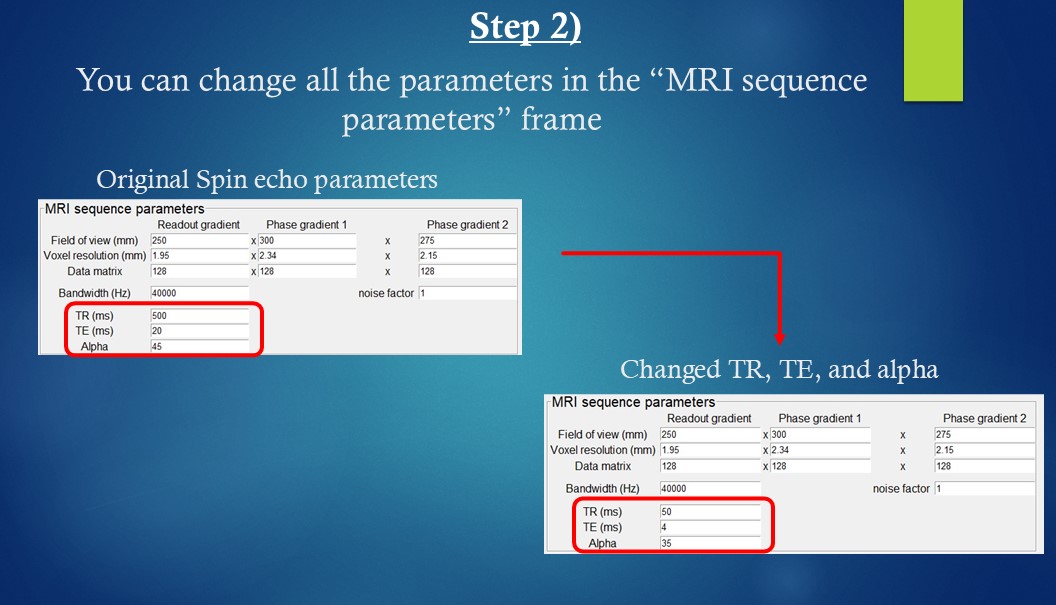 Step 2)
You can change all the parameters in the “MRI sequence
parameters” frame
Original Spin echo parameters
MRI sequence parameters
Readout gradient Phase gradient 1 Phase gradient 2
Field of view (mm) 250 x 300 x 275
Voxel resolution (mm) 1.95 x 2.34 x 2.15
Data matrix 128 x 128 x 128
Bandwidth (Hz) 40000 noise factor 1
TR (ms) 500
TE (ms) 20
Alpha 45
Changed TR, TE, and alpha
MRI sequence parameters
Readout gradient Phase gradient 1 Phase gradient 2
Field of view (mm) 250 x 300 x 275
Voxel resolution (mm) 1.95 x 2.34 x 2.15
Data matrix 128 x 128 x 128
Bandwidth (Hz) 40000 noise factor 1
TR (ms) 50
TE (ms) 4
Alpha 35